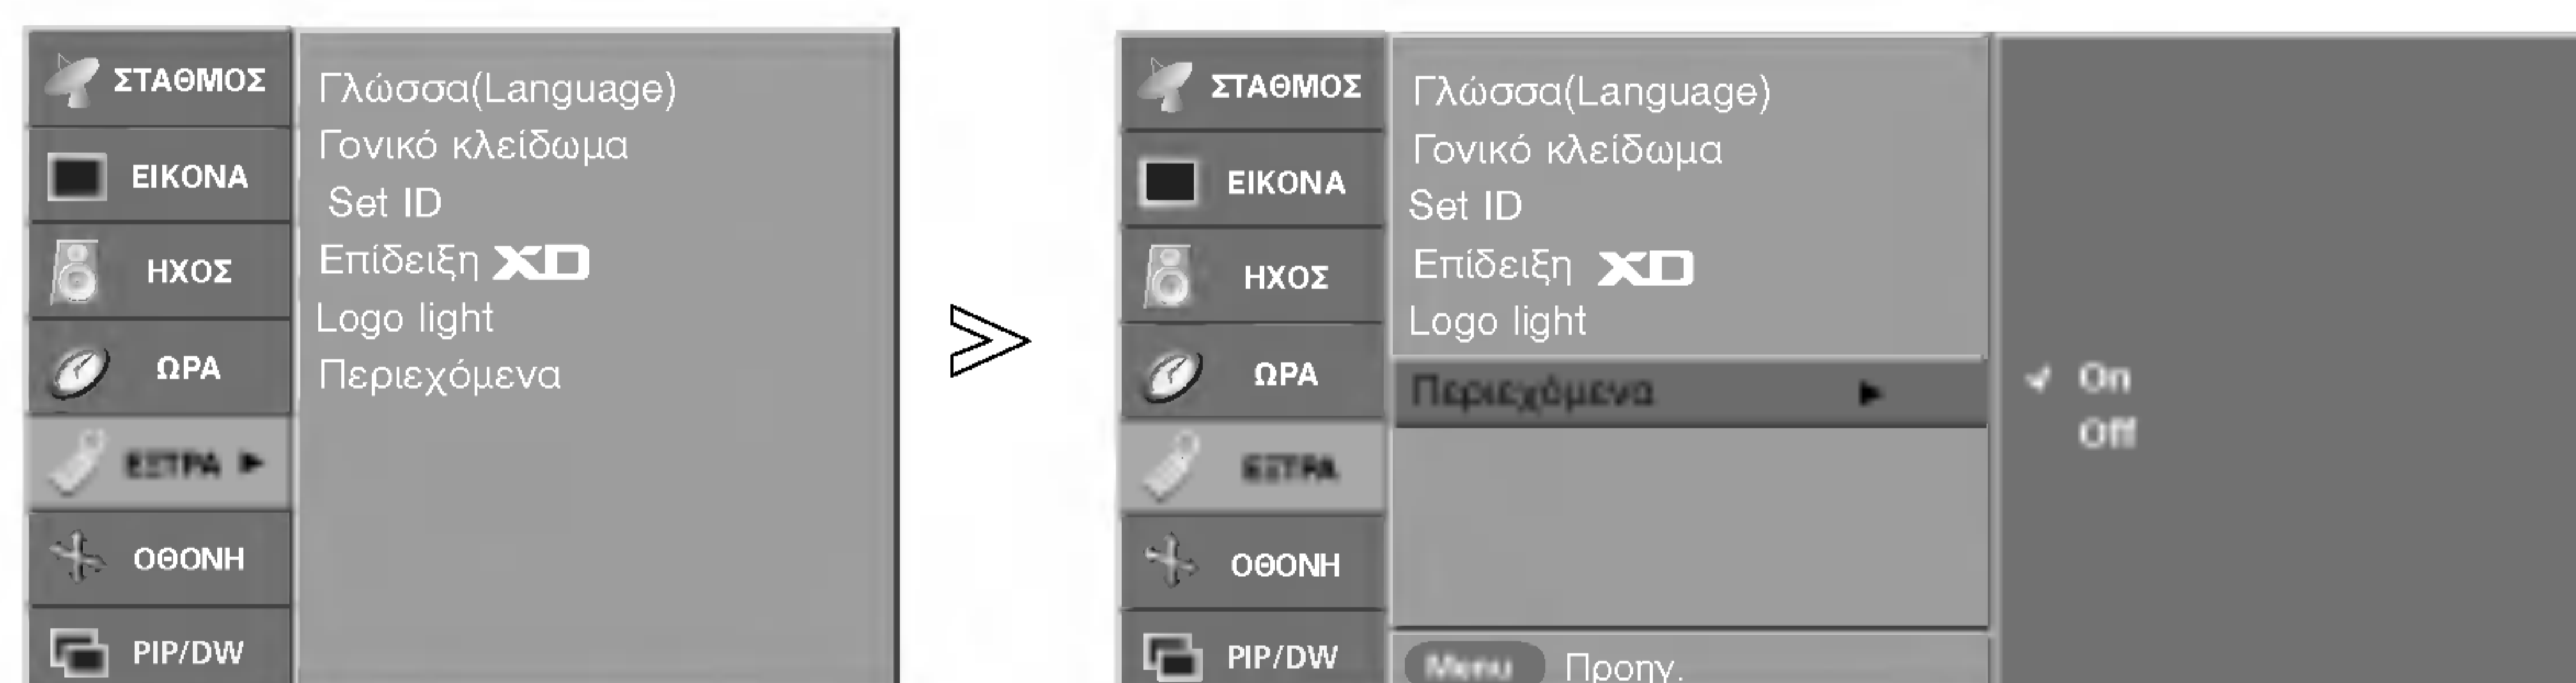 ΣΤΑΘΜΟΣ
ΕΙΚΟΝΑ
ΗΧΟΣ
ΩΡΑ
ΕΞΤΡΑ ▶
ΟΘΟΝΗ
PIP/DW
Γλώσσα(Language)
Γονικό κλείδωμα
Set ID
Επίδειξη XD
Logo light
Περιεχόμενα
ΣΤΑΘΜΟΣ
ΕΙΚΟΝΑ
ΗΧΟΣ
ΩΡΑ
ΕΞΤΡΑ
ΟΘΟΝΗ
PIP/DW
Γλώσσα(Language)
Γονικό κλείδωμα
Set ID
Επίδειξη XD
Logo light
Περιεχόμενα ▶
Menu Προηγ.
✓ On
Off